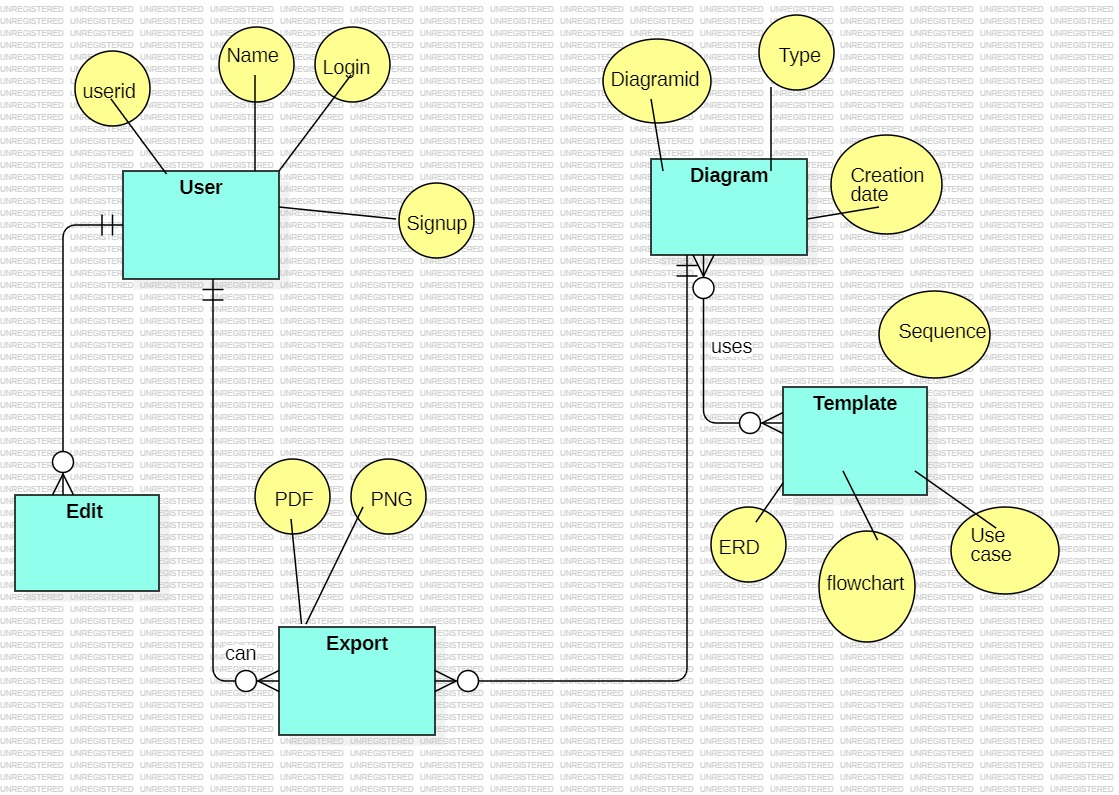 Name
Login
userid
User
Signup
Type
Diagramid
Diagram
Creation
date
uses
Sequence
Template
Edit
PDF
PNG
ERD
flowchart
Use
case
can
Export
UNREGISTERED